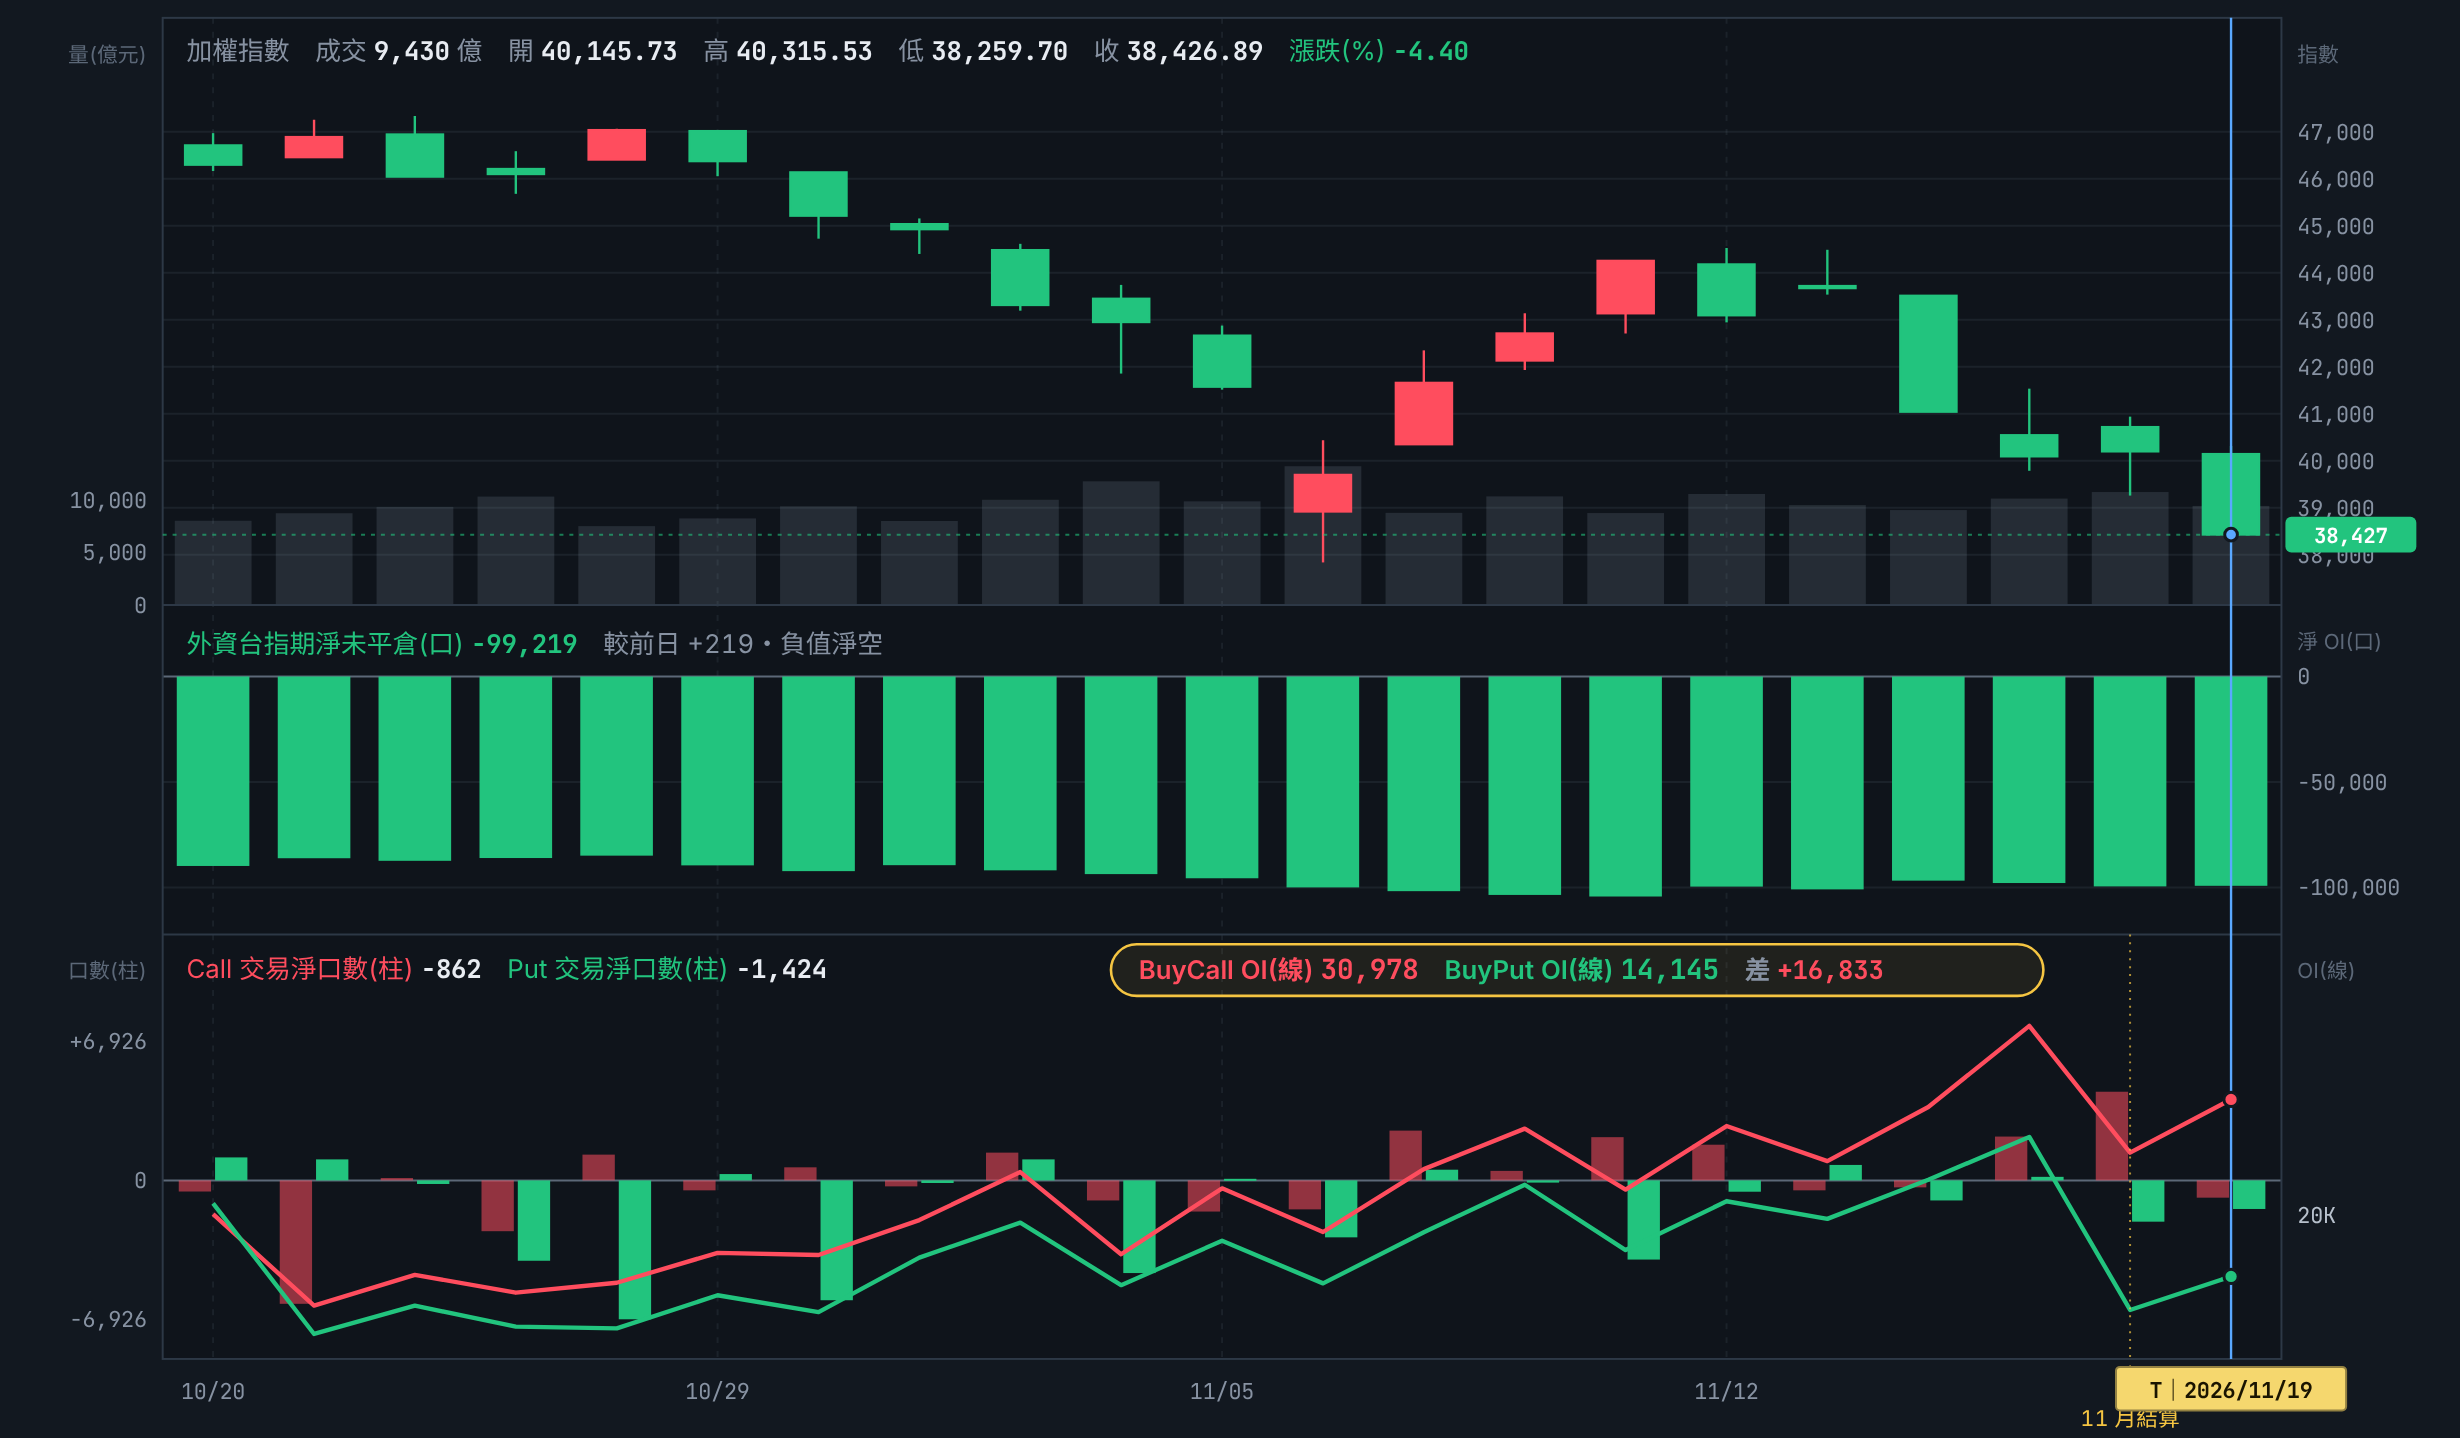 量(億元)
加權指數 成交 9,430 億 開 40,145.73 高 40,315.53 低 38,259.70 收 38,426.89 漲跌(%) -4.40
指數
47,000
46,000
45,000
44,000
43,000
42,000
41,000
40,000
39,000
38,427
38,000
10,000
5,000
0
外資台指期淨未平倉(口) -99,219 較前日 +219・負值淨空
淨 OI(口)
0
-50,000
-100,000
口數(柱)
Call 交易淨口數(柱) -862 Put 交易淨口數(柱) -1,424
BuyCall OI(線) 30,978 BuyPut OI(線) 14,145 差 +16,833
OI(線)
+6,926
0
-6,926
20K
10/20
10/29
11/05
11/12
T｜2026/11/19
11 月結算